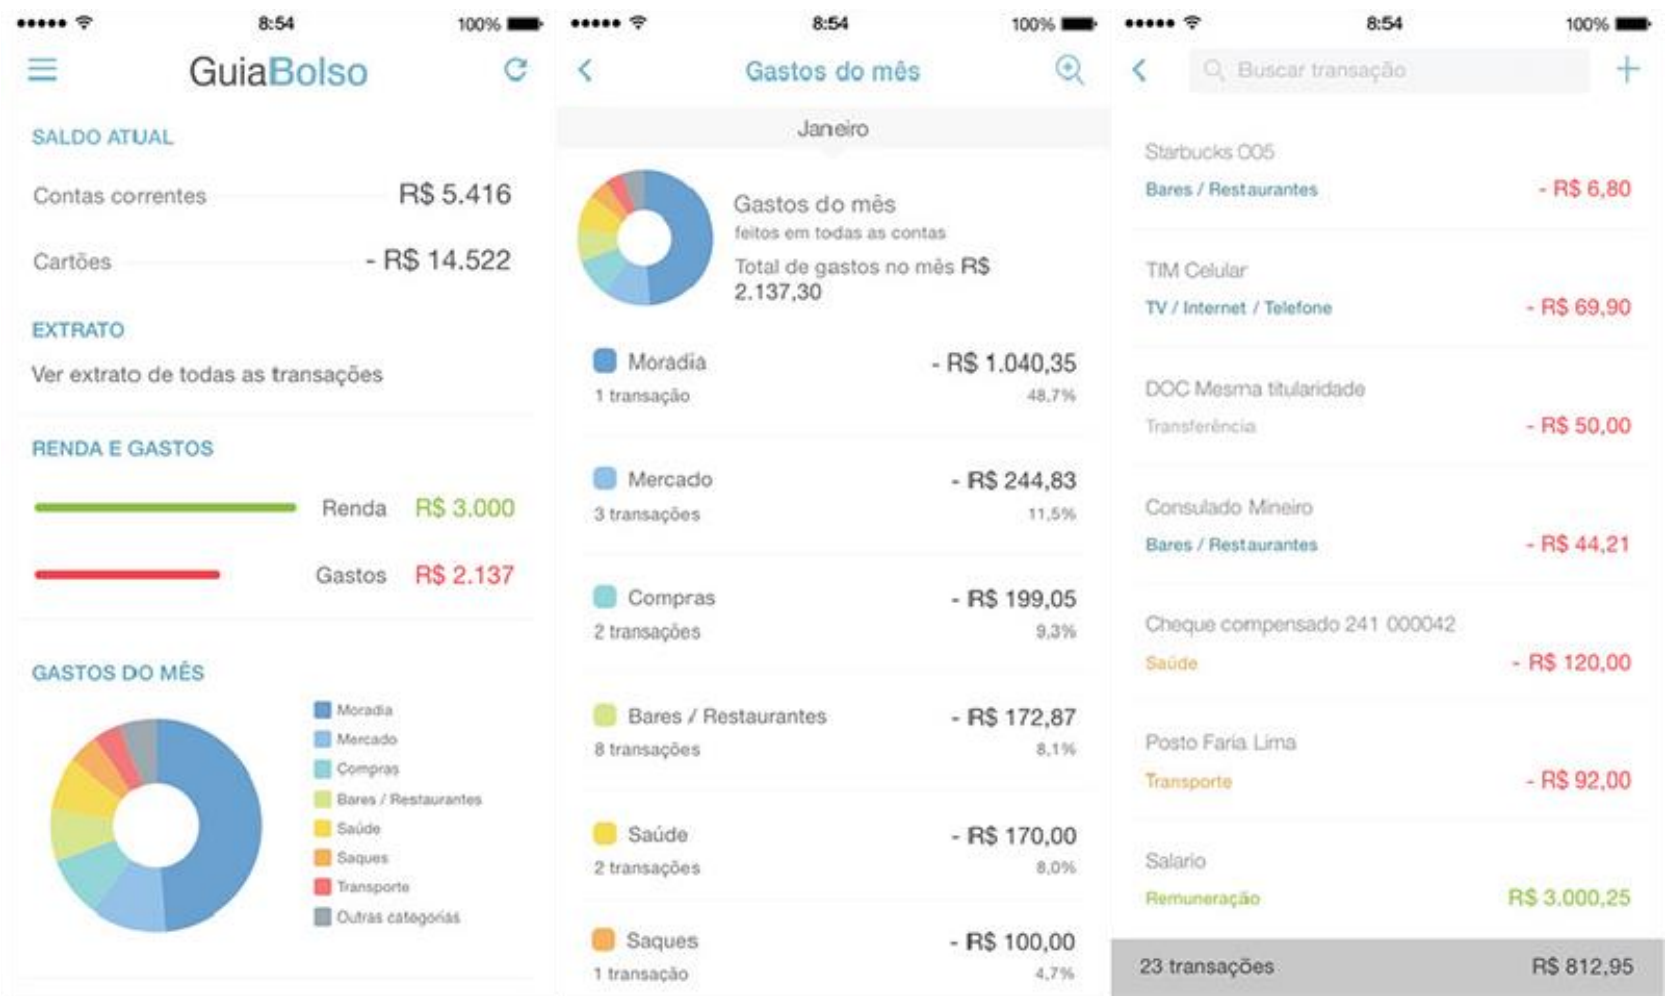 8:54
100%
GuiaBolso
SALDO ATUAL
Contas correntes R$ 5.416
Cartões - R$ 14.522
EXTRATO
Ver extrato de todas as transações
RENDA E GASTOS
Renda R$ 3.000
Gastos R$ 2.137
GASTOS DO MÊS
Moradia
Mercado
Compras
Bares / Restaurantes
Saúde
Saques
Transporte
Outras categorias
8:54
100%
Gastos do mês
Janeiro
Gastos do mês
feitos em todas as contas
Total de gastos no mês R$
2.137,30
Moradia - R$ 1.040,35
1 transação 48,7%
Mercado - R$ 244,83
3 transações 11,5%
Compras - R$ 199,05
2 transações 9,3%
Bares / Restaurantes - R$ 172,87
8 transações 8,1%
Saúde - R$ 170,00
2 transações 8,0%
Saques - R$ 100,00
1 transação 4,7%
8:54
100%
Buscar transação
Starbucks O05
Bares / Restaurantes - R$ 6,80
TIM Celular
TV / Internet / Telefone - R$ 69,90
DOC Mesma titularidade
Transferência - R$ 50,00
Consulado Mineiro
Bares / Restaurantes - R$ 44,21
Cheque compensado 241 000042
Saúde - R$ 120,00
Posto Faria Lima
Transporte - R$ 92,00
Salario
Remuneração R$ 3.000,25
23 transações R$ 812,95